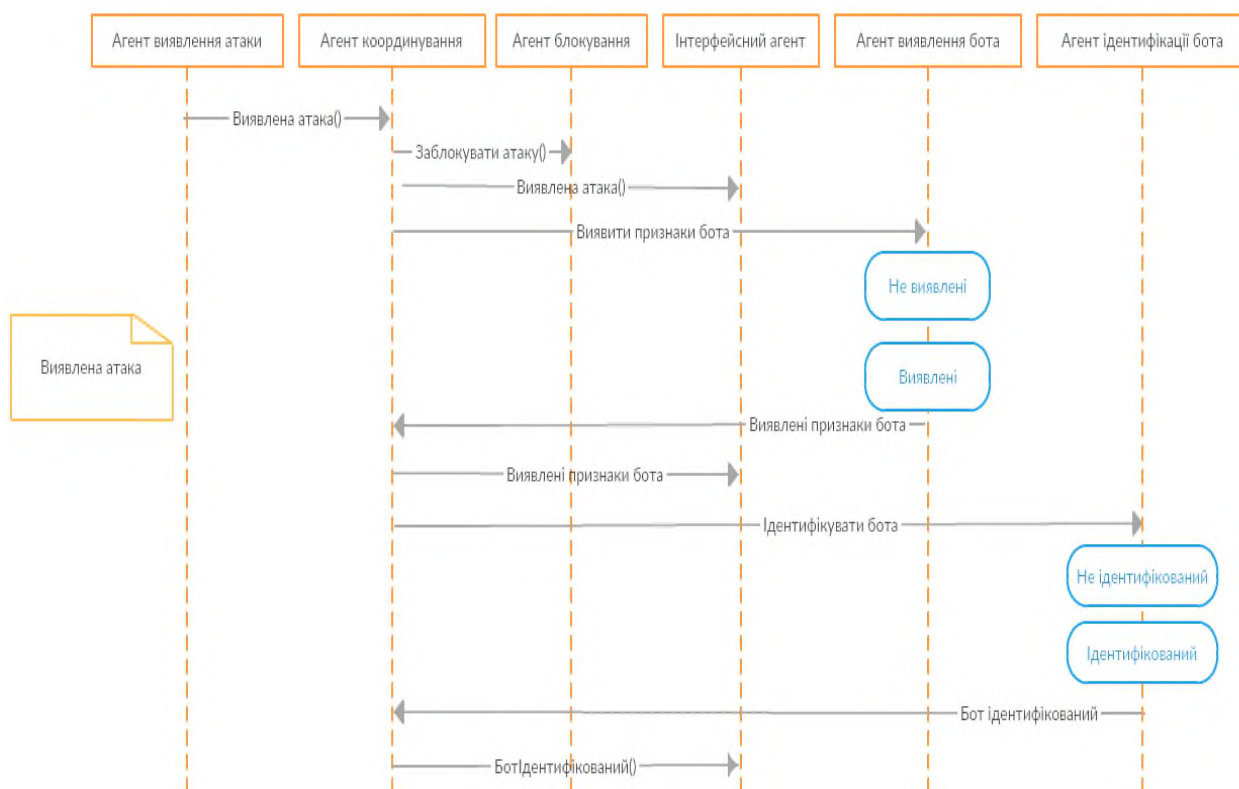 Агент виявлення атаки
Агент координування
Агент блокування
Інтерфейсний агент
Агент виявлення бота
Агент ідентифікації бота
Виявлена атака()
Заблокувати атаку()
Виявлена атака()
Виявити признаки бота
Не виявлені
Виявлена атака
Виявлені
Виявлені признаки бота
Виявлені признаки бота
Ідентифікувати бота
Не ідентифікований
Ідентифікований
Бот ідентифікований
БотІдентифікований()